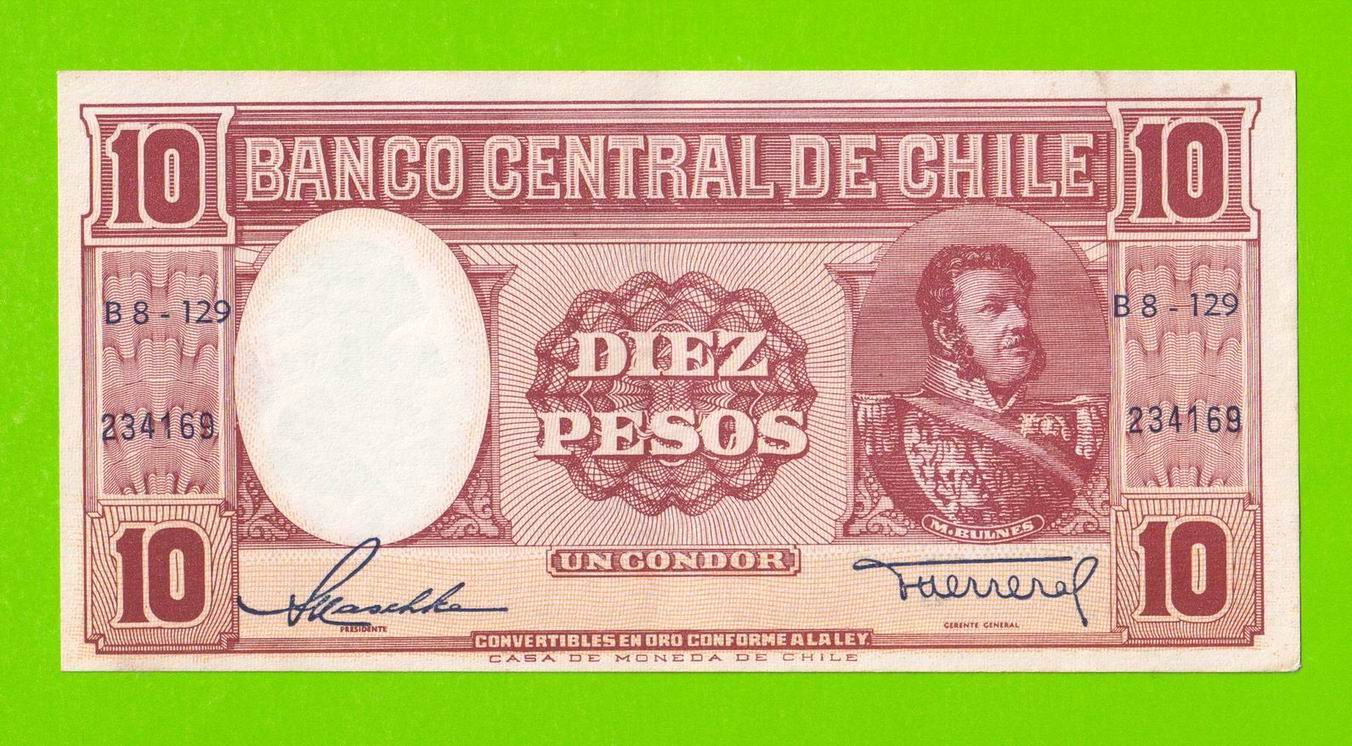 10 BANCO CENTRAL DE CHILE 10
B 8 - 129 B 8 - 129
DIEZ
PESOS
234169 234169
M. BULNES
10 UN CONDOR 10
Maschke
PRESIDENTE GERENTE GENERAL
CONVERTIBLES EN ORO CONFORME A LA LEY
CASA DE MONEDA DE CHILE